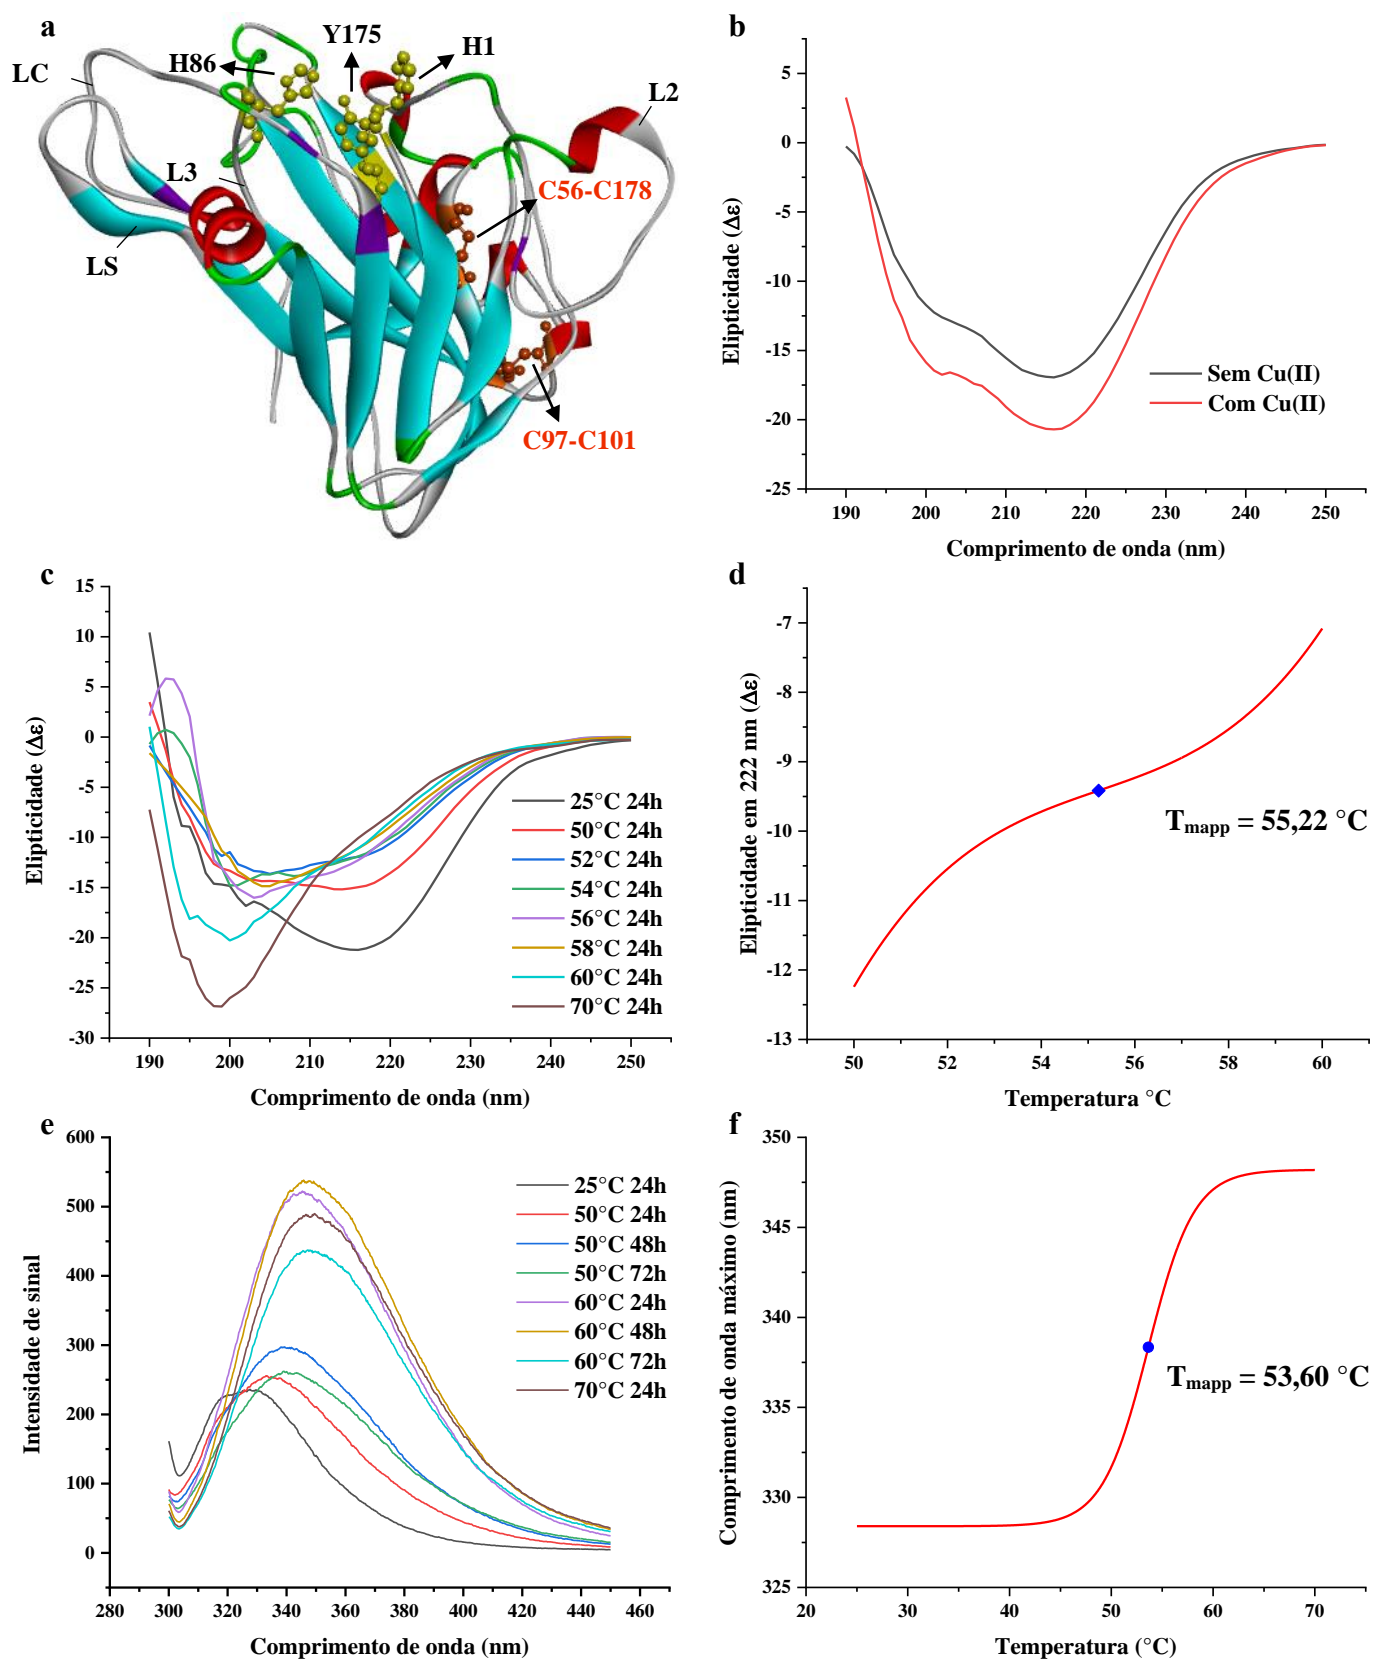 a
H86
Y175
H1
LC
L2
L3
C56-C178
LS
C97-C101
b
Elipticidade (Δε)
5
0
-5
-10
-15
-20
-25
Sem Cu(II)
Com Cu(II)
190 200 210 220 230 240 250
Comprimento de onda (nm)
c
Elipticidade (Δε)
15
10
5
0
-5
-10
-15
-20
-25
-30
25°C 24h
50°C 24h
52°C 24h
54°C 24h
56°C 24h
58°C 24h
60°C 24h
70°C 24h
190 200 210 220 230 240 250
Comprimento de onda (nm)
d
Elipticidade em 222 nm (Δε)
-7
-8
-9
-10
-11
-12
-13
Tmapp = 55,22 °C
50 52 54 56 58 60
Temperatura °C
e
Intensidade de sinal
600
500
400
300
200
100
0
25°C 24h
50°C 24h
50°C 48h
50°C 72h
60°C 24h
60°C 48h
60°C 72h
70°C 24h
280 300 320 340 360 380 400 420 440 460
Comprimento de onda (nm)
f
Comprimento de onda máximo (nm)
350
345
340
335
330
325
Tmapp = 53,60 °C
20 30 40 50 60 70
Temperatura (°C)